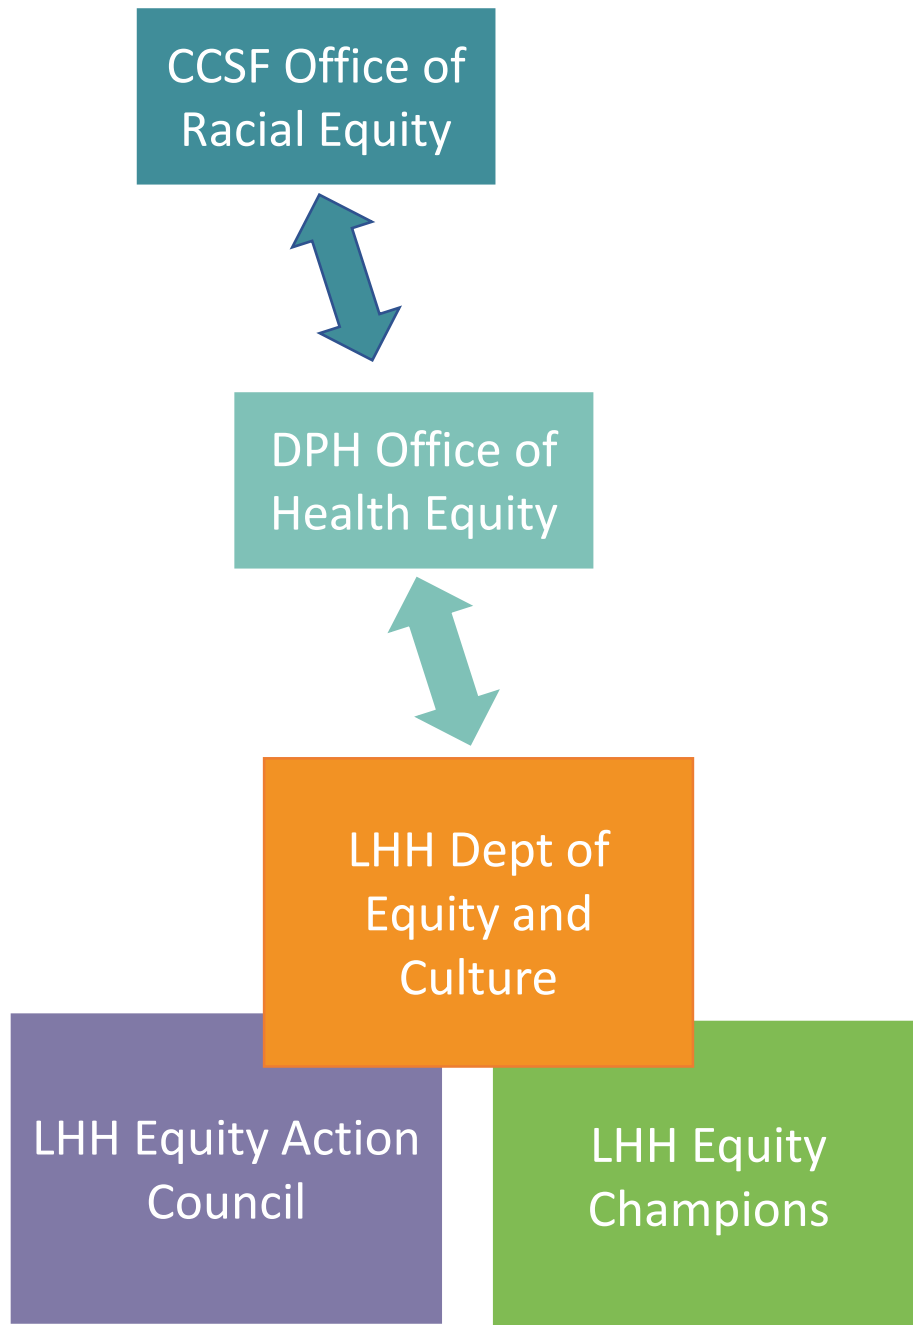 CCSF Office of
Racial Equity
DPH Office of
Health Equity
LHH Dept of
Equity and
Culture
LHH Equity Action
Council
LHH Equity
Champions